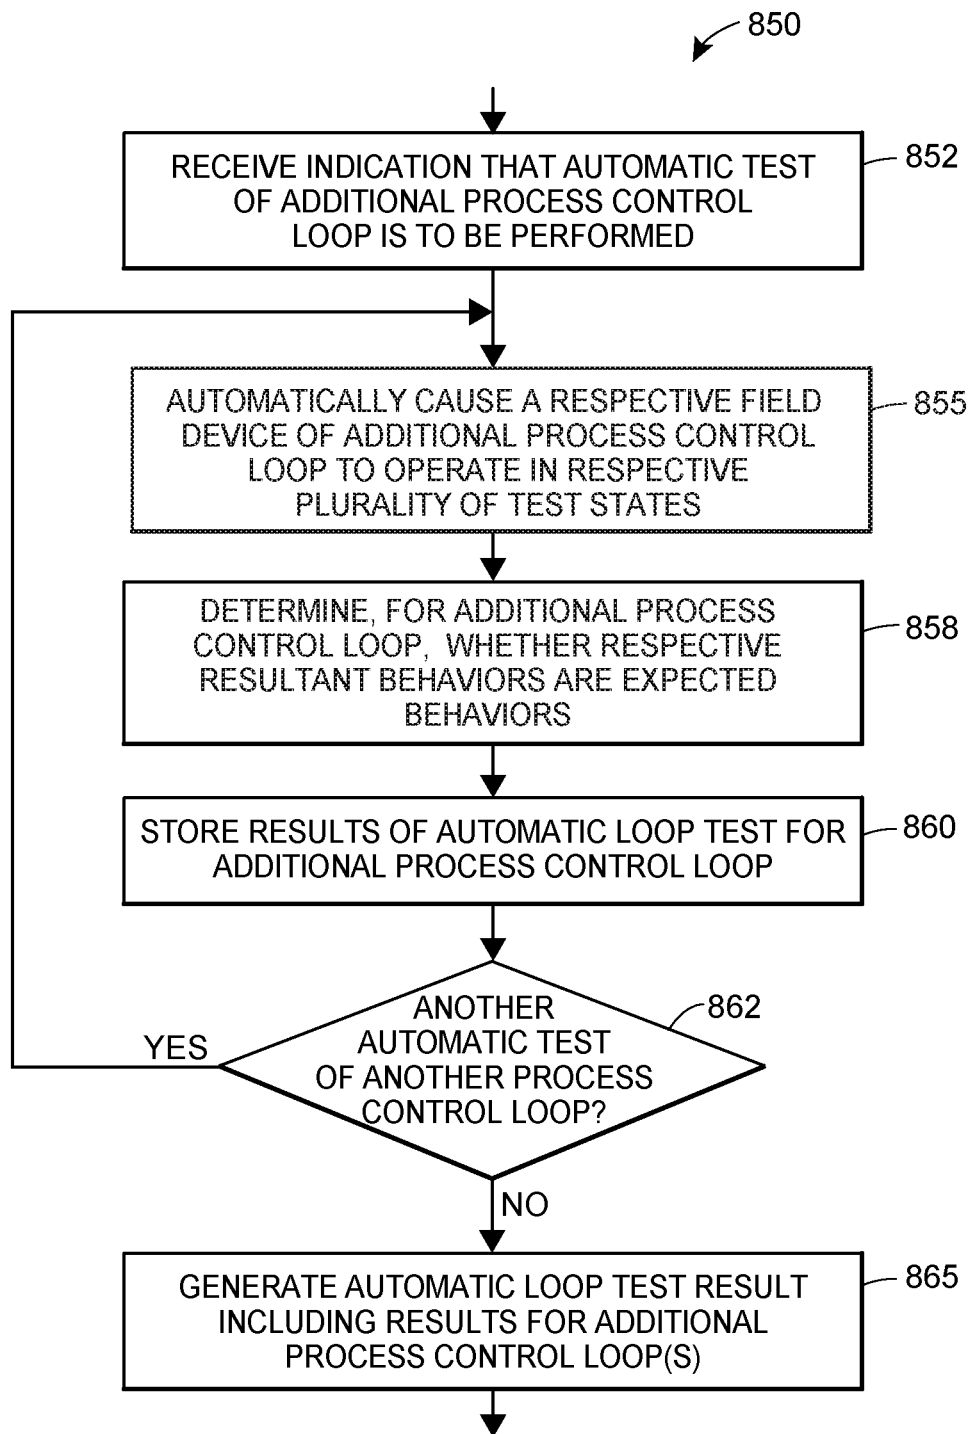 850
RECEIVE INDICATION THAT AUTOMATIC TEST
OF ADDITIONAL PROCESS CONTROL
LOOP IS TO BE PERFORMED
852
AUTOMATICALLY CAUSE A RESPECTIVE FIELD
DEVICE OF ADDITIONAL PROCESS CONTROL
LOOP TO OPERATE IN RESPECTIVE
PLURALITY OF TEST STATES
855
DETERMINE, FOR ADDITIONAL PROCESS
CONTROL LOOP, WHETHER RESPECTIVE
RESULTANT BEHAVIORS ARE EXPECTED
BEHAVIORS
858
STORE RESULTS OF AUTOMATIC LOOP TEST FOR
ADDITIONAL PROCESS CONTROL LOOP
860
ANOTHER
AUTOMATIC TEST
OF ANOTHER PROCESS
CONTROL LOOP?
862
YES
NO
GENERATE AUTOMATIC LOOP TEST RESULT
INCLUDING RESULTS FOR ADDITIONAL
PROCESS CONTROL LOOP(S)
865